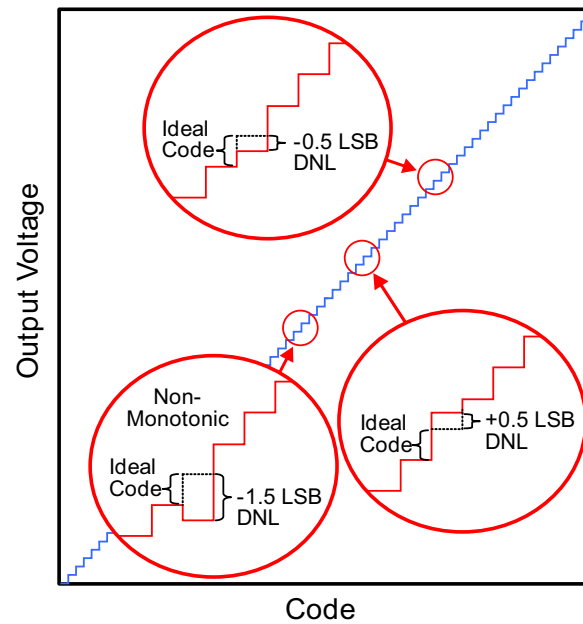 Ideal
Code
-0.5 LSB
DNL
Output Voltage
Non-
Monotonic
Ideal
Code
-1.5 LSB
DNL
Ideal
Code
+0.5 LSB
DNL
Code